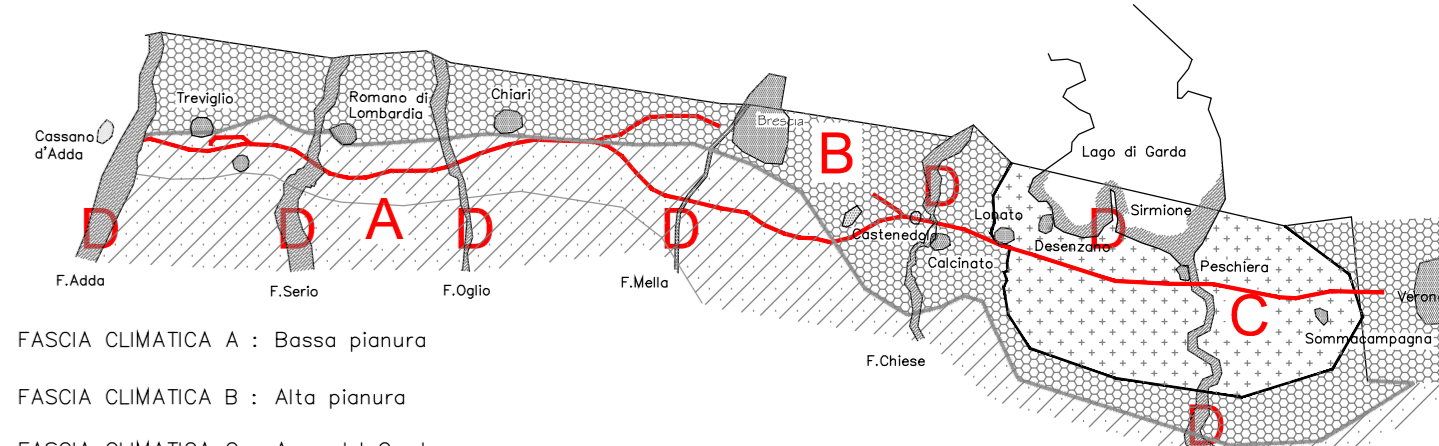 Treviglio
Romano di
Lombardia
Chiari
Brescia
Cassano
d'Adda
B
Lago di Garda
D
Lonato
Sirmione
D
D
A
D
D
Castenedolo
D
Desenzano
Calcinato
Peschiera
F.Adda
F.Serio
F.Oglio
F.Mella
C
Sommacampagna
F.Chiese
D
FASCIA CLIMATICA A : Bassa pianura
FASCIA CLIMATICA B : Alta pianura